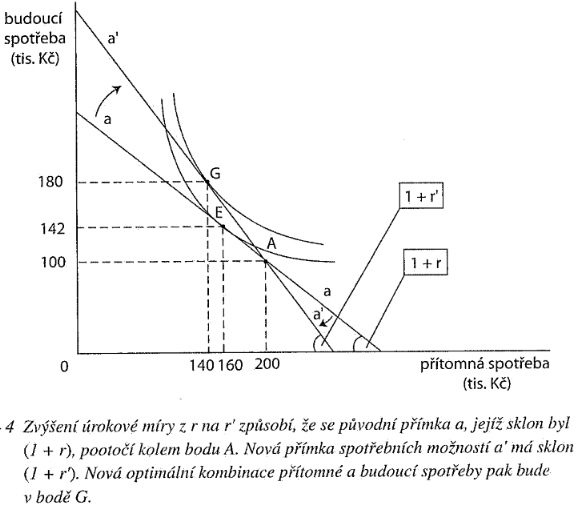 budoucí
spotřeba
(tis. Kč)
a'
a
180
G
1 + r'
142
E
A
100
1 + r
a
a'
0
140 160 200
přítomná spotřeba
(tis. Kč)
4 Zvýšení úrokové míry z r na r' způsobí, že se původní přímka a, jejíž sklon byl
(1 + r), pootočí kolem bodu A. Nová přímka spotřebních možností a' má sklon
(1 + r'). Nová optimální kombinace přítomné a budoucí spotřeby pak bude
v bodě G.